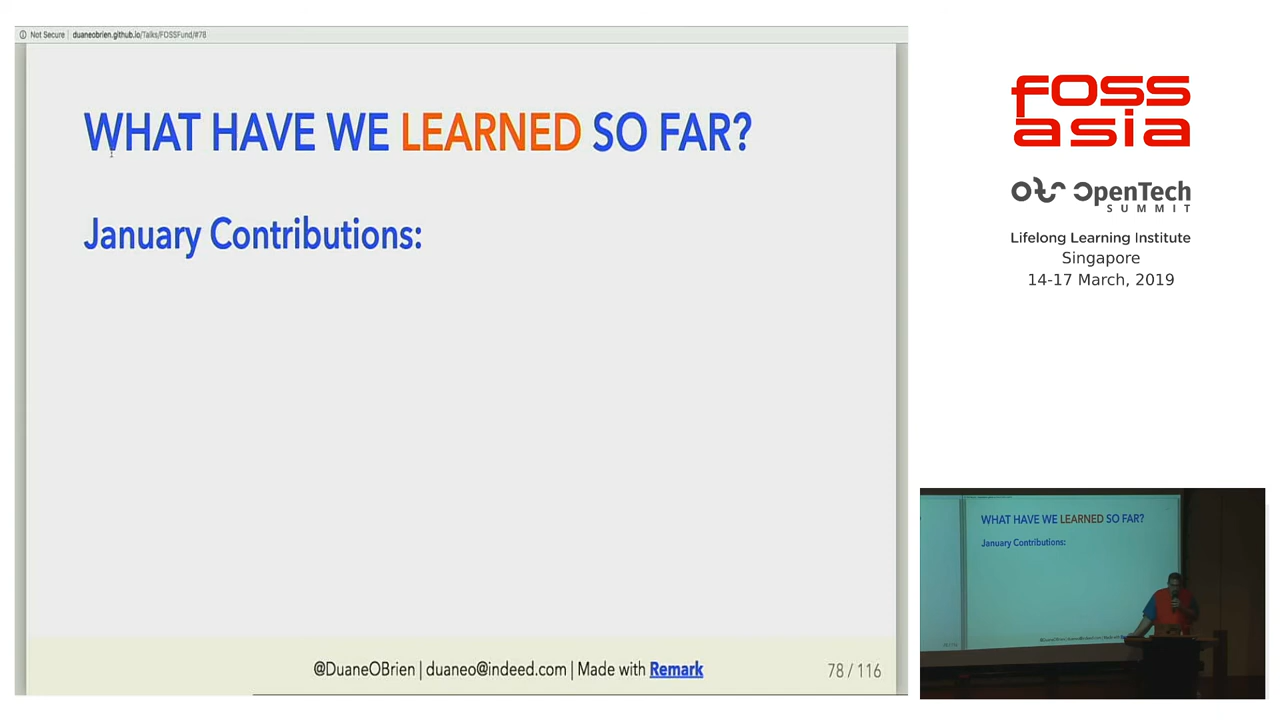 Not Secure | duaneobrien.github.io/Talks/FOSSFund/#78
WHAT HAVE WE LEARNED SO FAR?
January Contributions:
@DuaneOBrien | duaneo@indeed.com | Made with Remark
78 / 116
FOSS
asia
OpenTech
SUMMIT
Lifelong Learning Institute
Singapore
14-17 March, 2019
WHAT HAVE WE LEARNED SO FAR?
January Contributions: